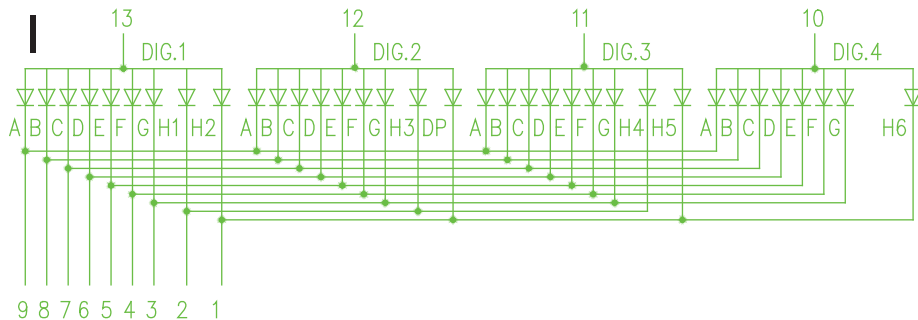 13 12 11 10
DIG.1 DIG.2 DIG.3 DIG.4
A B C D E F G H1 H2 A B C D E F G H3 DP A B C D E F G H4 H5 A B C D E F G H6
9 8 7 6 5 4 3 2 1